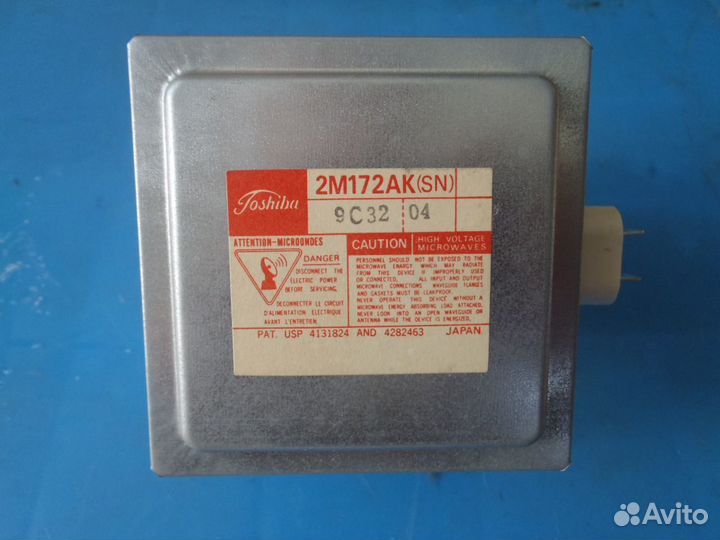 Toshiba
2M172AK(SN)
9C32 04
ATTENTION-MICROONDES
DANGER
DISCONNECT THE
ELECTRIC POWER
BEFORE SERVICING.
DECONNECTER LE CIRCUIT
D'ALIMENTATION ELECTRIQUE
AVANT L'ENTRETIEN.
CAUTION
HIGH VOLTAGE
MICROWAVES
PERSONNEL SHOULD NOT BE EXPOSED TO THE
MICROWAVE ENERGY WHICH MAY RADIATE
FROM THIS DEVICE IF IMPROPERLY USED
OR CONNECTED. ALL INPUT AND OUTPUT
MICROWAVE CONNECTIONS WAVEGUIDE FLANGES
AND GASKETS MUST BE LEAKPROOF.
NEVER OPERATE THIS DEVICE WITHOUT A
MICROWAVE ENERGY ABSORBING LOAD ATTACHED.
NEVER LOOK INTO AN OPEN WAVEGUIDE OR
ANTENNA WHILE THE DEVICE IS ENERGIZED.
PAT. USP 4131824 AND 4282463 JAPAN
Avito